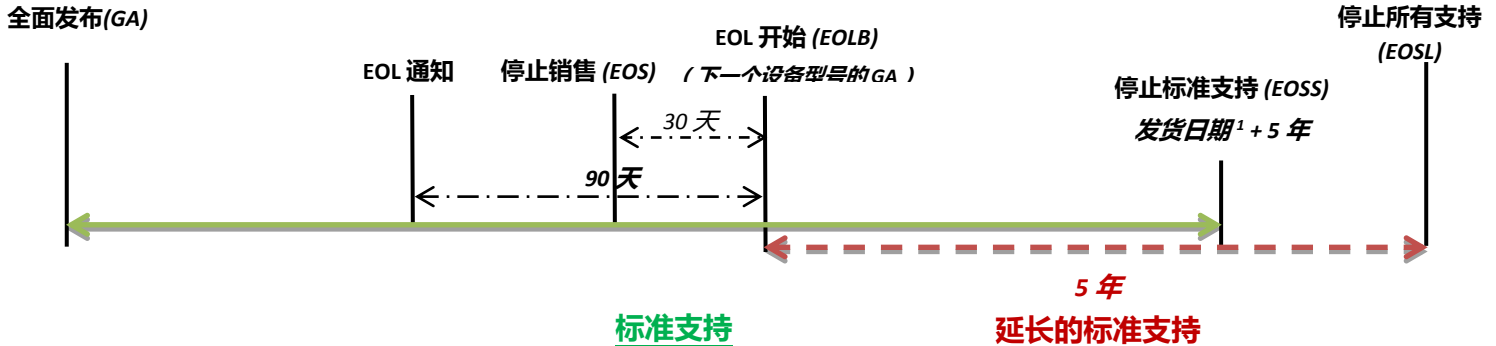 全面发布(GA)
停止所有支持
(EOSL)
EOL 开始 (EOLB)
（下一个设备型号的GA ）
EOL 通知
停止销售 (EOS)
停止标准支持 (EOSS)
发货日期 1 + 5 年
30 天
90 天
5 年
标准支持
延长的标准支持